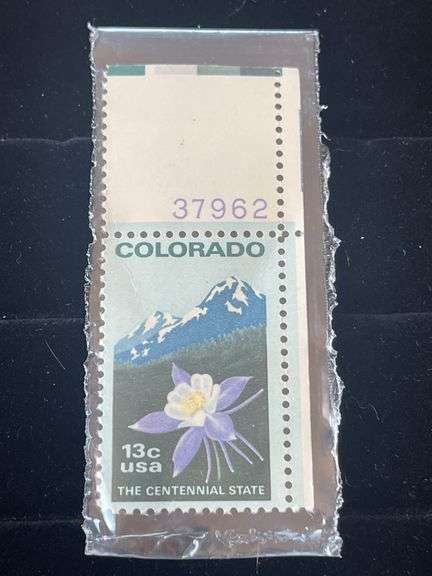 37962
COLORADO
13c
usa
THE CENTENNIAL STATE